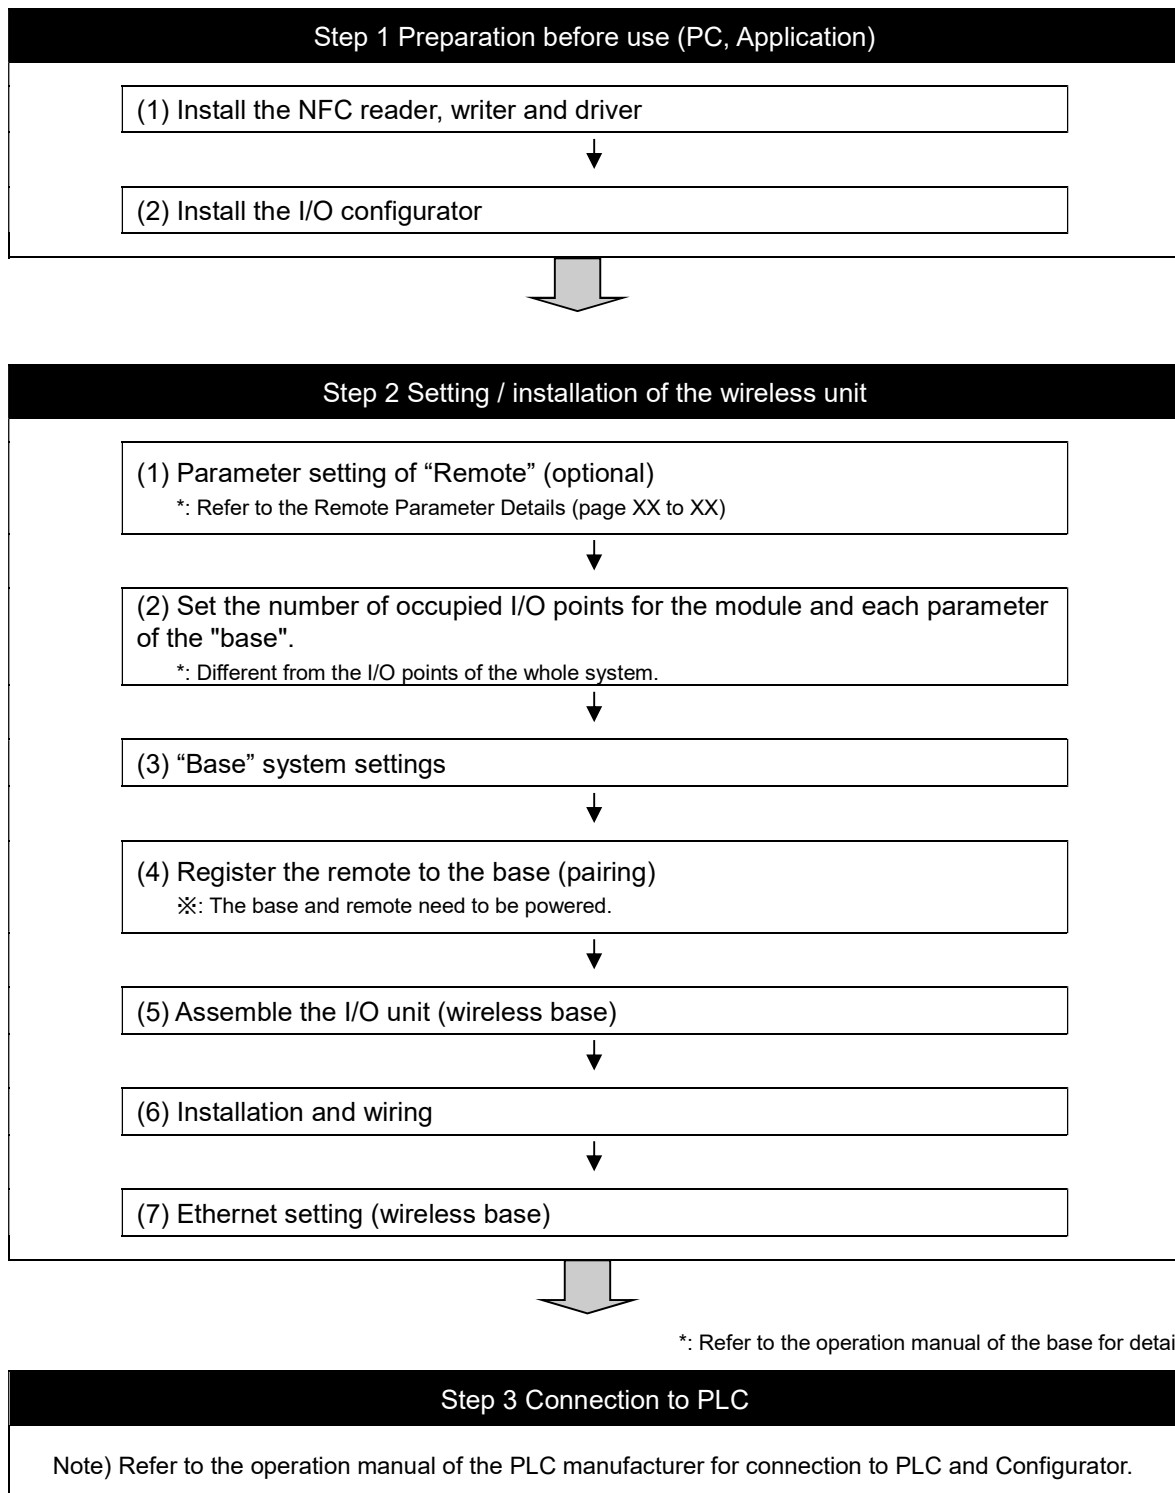 Step 1 Preparation before use (PC, Application)
(1) Install the NFC reader, writer and driver
(2) Install the I/O configurator
Step 2 Setting / installation of the wireless unit
(1) Parameter setting of “Remote” (optional)
*: Refer to the Remote Parameter Details (page XX to XX)
(2) Set the number of occupied I/O points for the module and each parameter
of the "base".
*: Different from the I/O points of the whole system.
(3) “Base” system settings
(4) Register the remote to the base (pairing)
※: The base and remote need to be powered.
(5) Assemble the I/O unit (wireless base)
(6) Installation and wiring
(7) Ethernet setting (wireless base)
*: Refer to the operation manual of the base for detai
Step 3 Connection to PLC
Note) Refer to the operation manual of the PLC manufacturer for connection to PLC and Configurator.